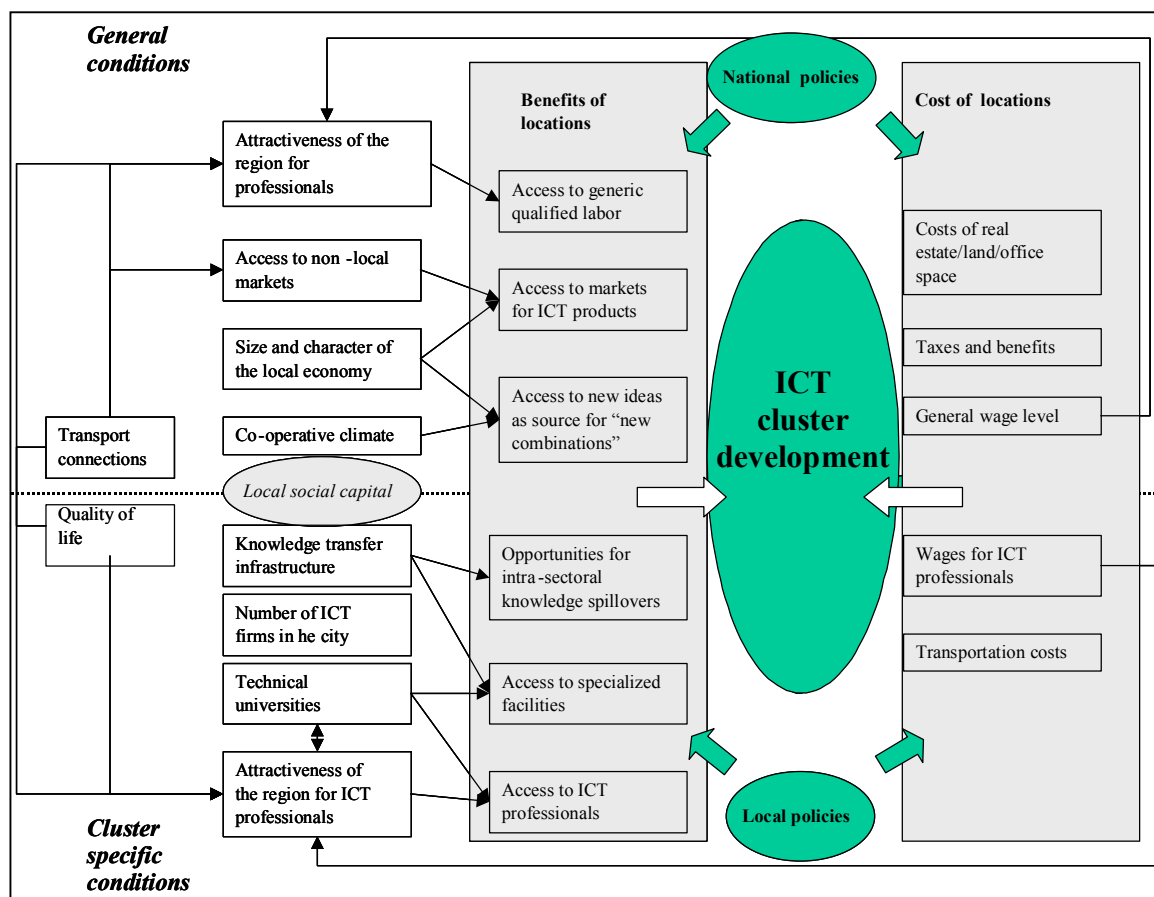 General
conditions
National policies
Benefits of
locations
Cost of locations
Attractiveness of the
region for
professionals
Access to generic
qualified labor
Costs of real
estate/land/office
space
Access to non -local
markets
Access to markets
for ICT products
Size and character of
the local economy
Taxes and benefits
ICT
cluster
development
Access to new ideas
as source for “new
combinations”
General wage level
Co-operative climate
Transport
connections
Local social capital
Quality of
life
Knowledge transfer
infrastructure
Opportunities for
intra -sectoral
knowledge spillovers
Wages for ICT
professionals
Number of ICT
firms in he city
Transportation costs
Technical
universities
Access to specialized
facilities
Attractiveness of
the region for ICT
professionals
Access to ICT
professionals
Local policies
Cluster
specific
conditions